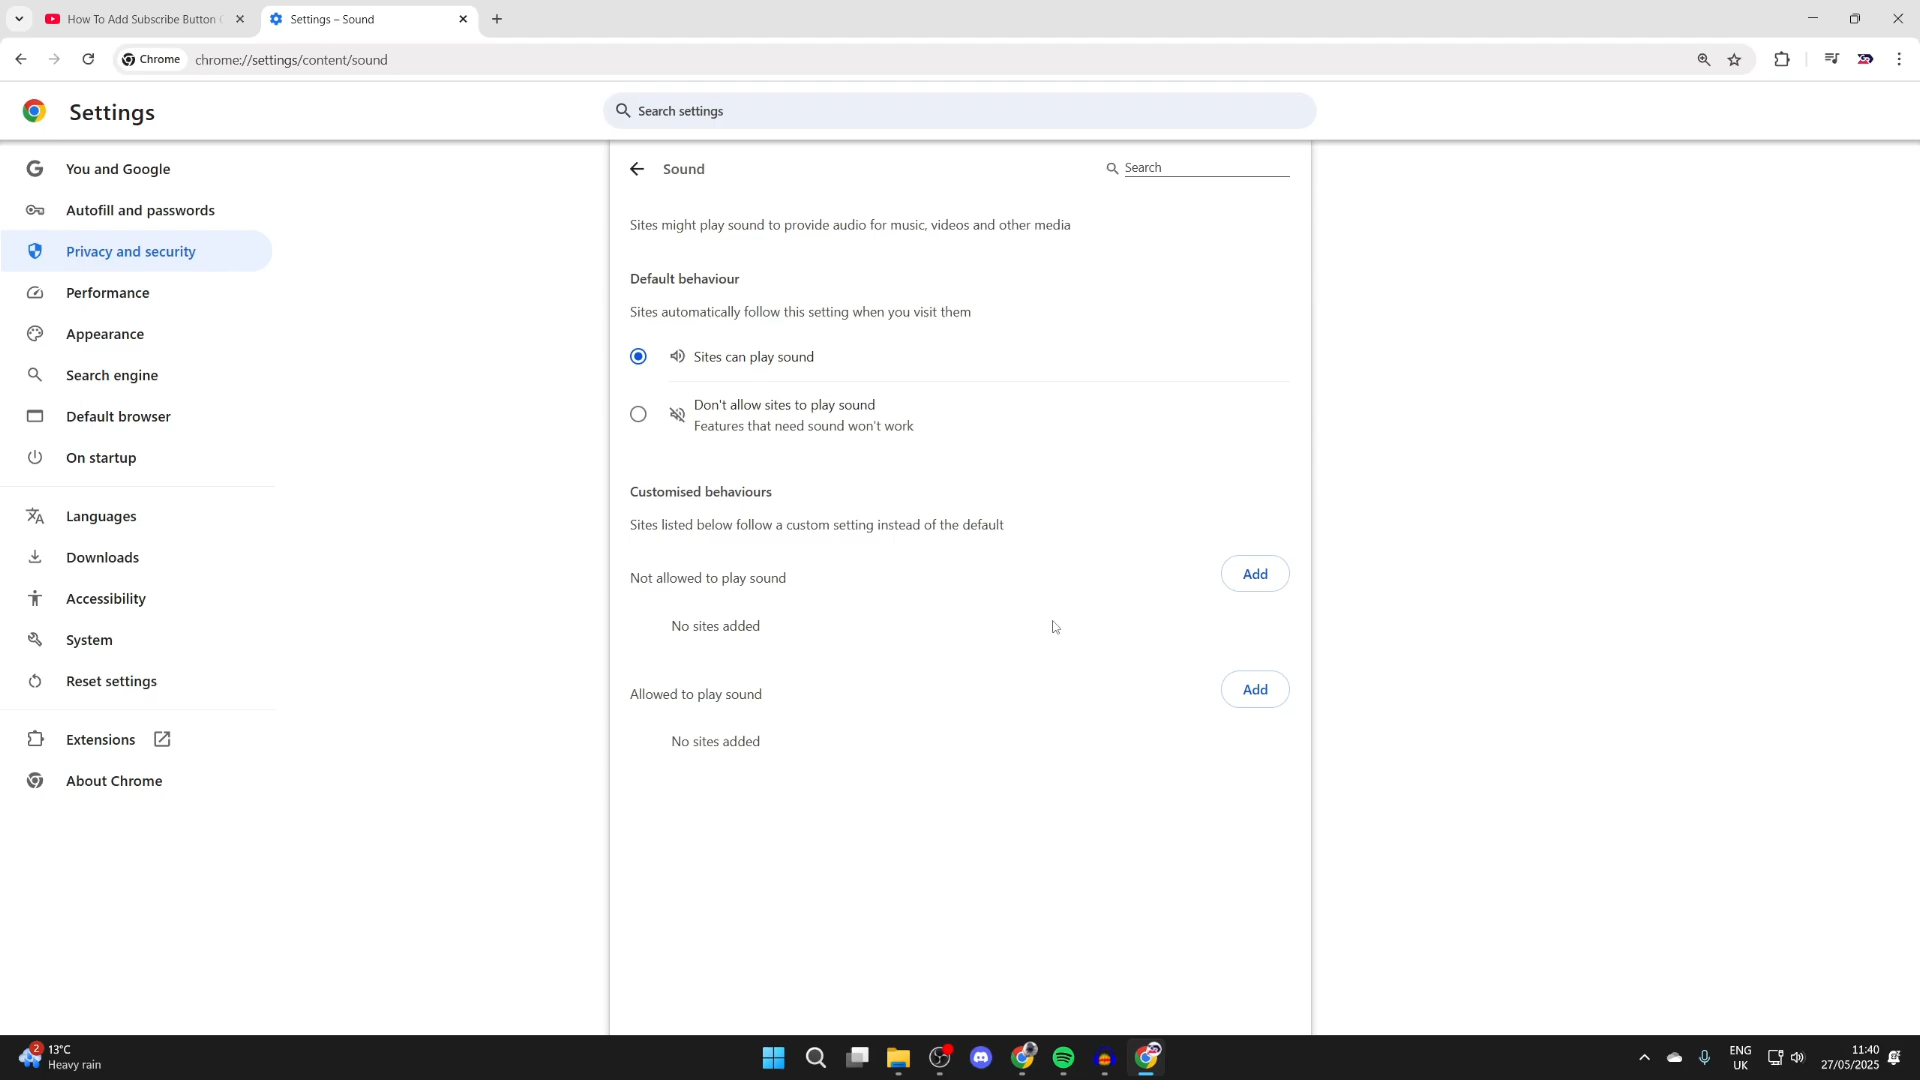 How To Add Subscribe Button
Settings – Sound
Chrome
chrome://settings/content/sound
Settings
Search settings
You and Google
Autofill and passwords
Privacy and security
Performance
Appearance
Search engine
Default browser
On startup
Languages
Downloads
Accessibility
System
Reset settings
Extensions
About Chrome
Sound
Search
Sites might play sound to provide audio for music, videos and other media
Default behaviour
Sites automatically follow this setting when you visit them
Sites can play sound
Don't allow sites to play sound
Features that need sound won't work
Customised behaviours
Sites listed below follow a custom setting instead of the default
Not allowed to play sound
Add
No sites added
Allowed to play sound
Add
No sites added
2
13°C
Heavy rain
ENG
UK
11:40
27/05/2025